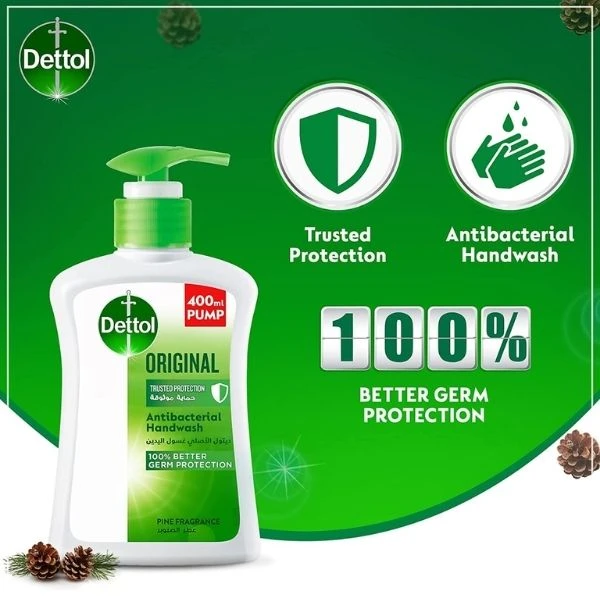 Dettol
Trusted
Protection
Antibacterial
Handwash
100%
BETTER GERM
PROTECTION
400ml
PUMP
Dettol
ORIGINAL
TRUSTED PROTECTION
حماية موثوقة
Antibacterial
Handwash
ديتول الأصلي غسول اليدين
100% BETTER
GERM PROTECTION
PINE FRAGRANCE
عطر الصنوبر